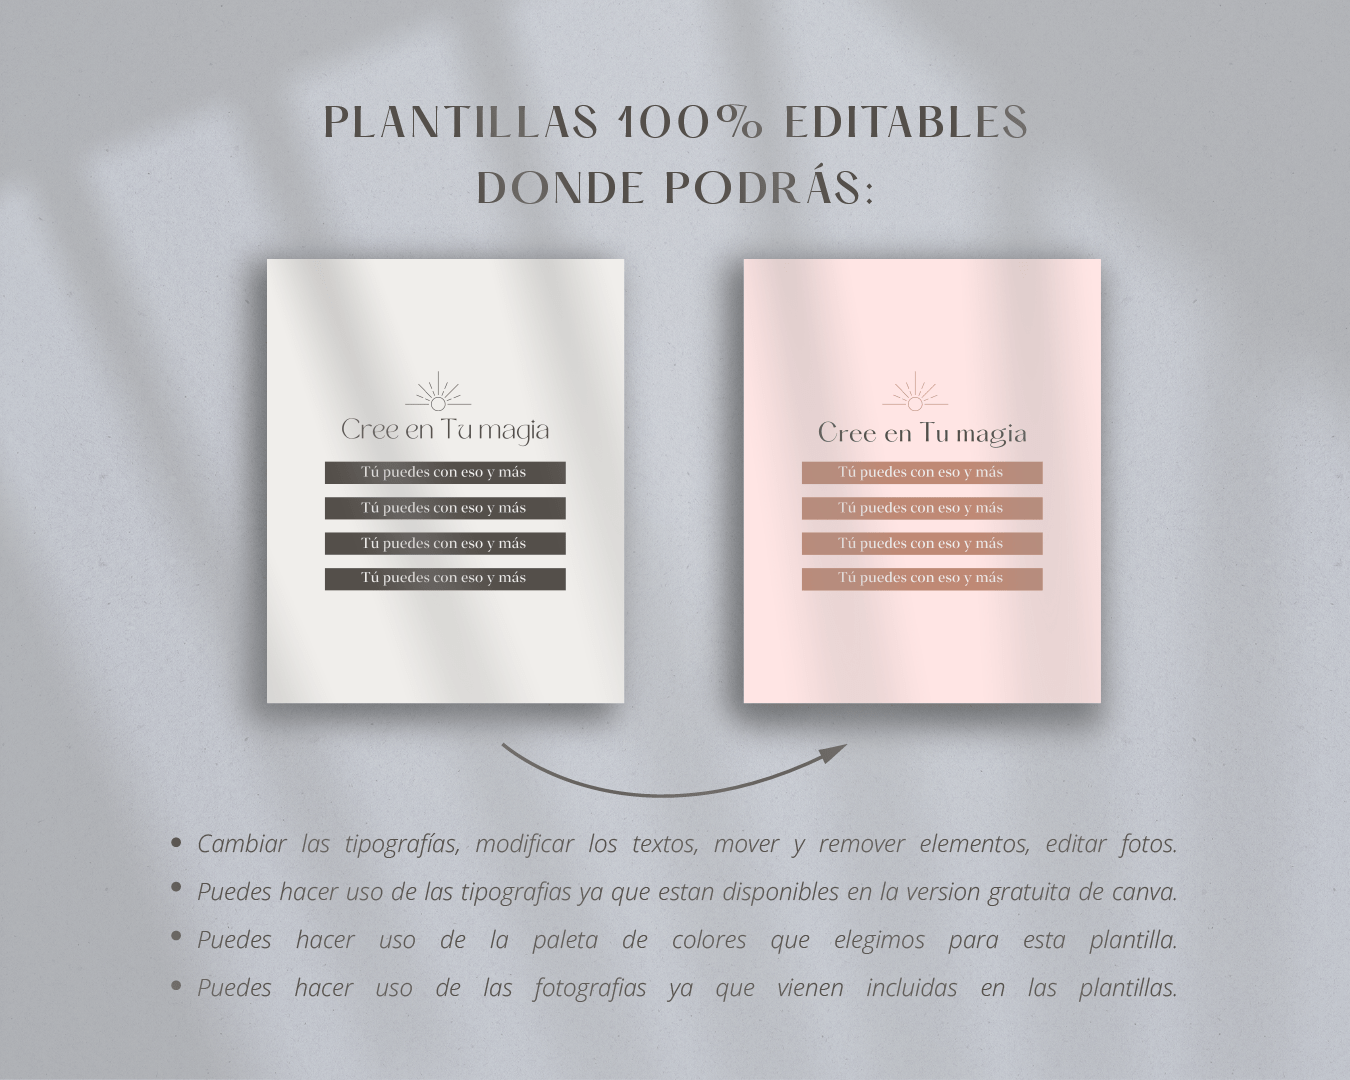 PLANTILLAS 100% EDITABLES
DONDE PODRÁS:
Cree en Tu magia
Tú puedes con eso y más
Tú puedes con eso y más
Tú puedes con eso y más
Tú puedes con eso y más
Cree en Tu magia
Tú puedes con eso y más
Tú puedes con eso y más
Tú puedes con eso y más
Tú puedes con eso y más
• Cambiar las tipografías, modificar los textos, mover y remover elementos, editar fotos.
• Puedes hacer uso de las tipografias ya que estan disponibles en la version gratuita de canva.
• Puedes hacer uso de la paleta de colores que elegimos para esta plantilla.
• Puedes hacer uso de las fotografias ya que vienen incluidas en las plantillas.